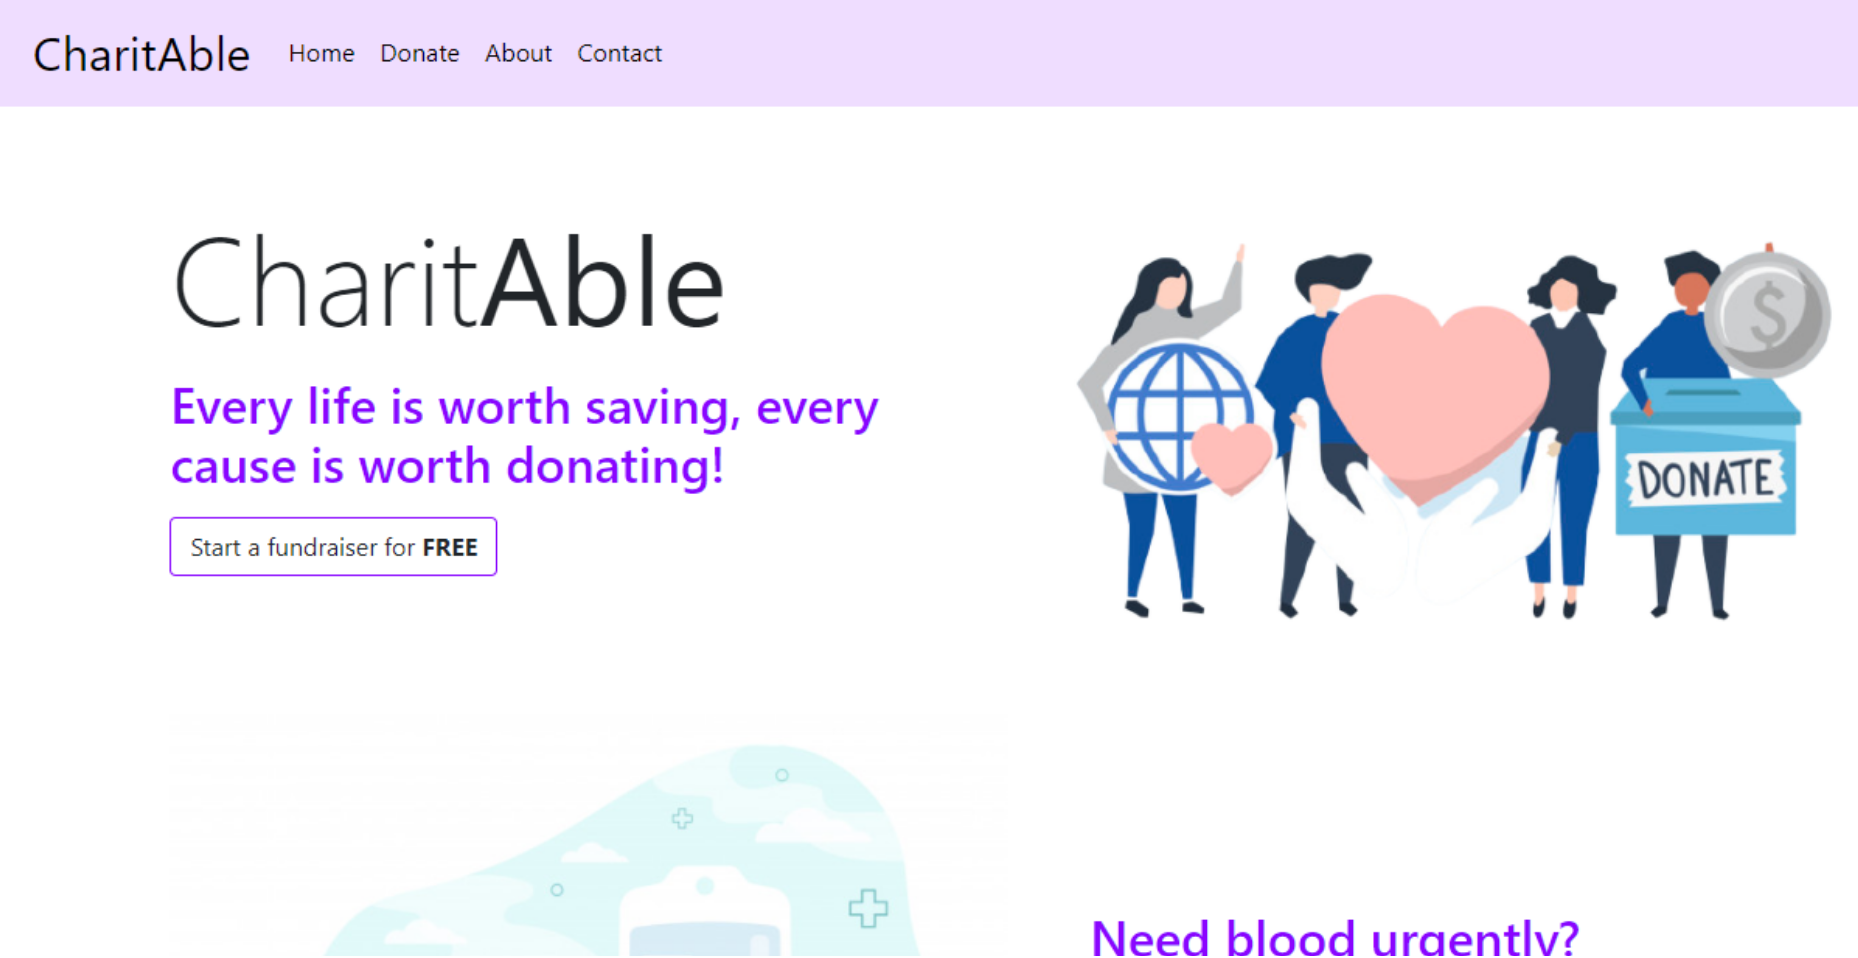 CharitAble Home Donate About Contact
CharitAble
Every life is worth saving, every
cause is worth donating!
Start a fundraiser for FREE
$
DONATE
Need blood urgently?